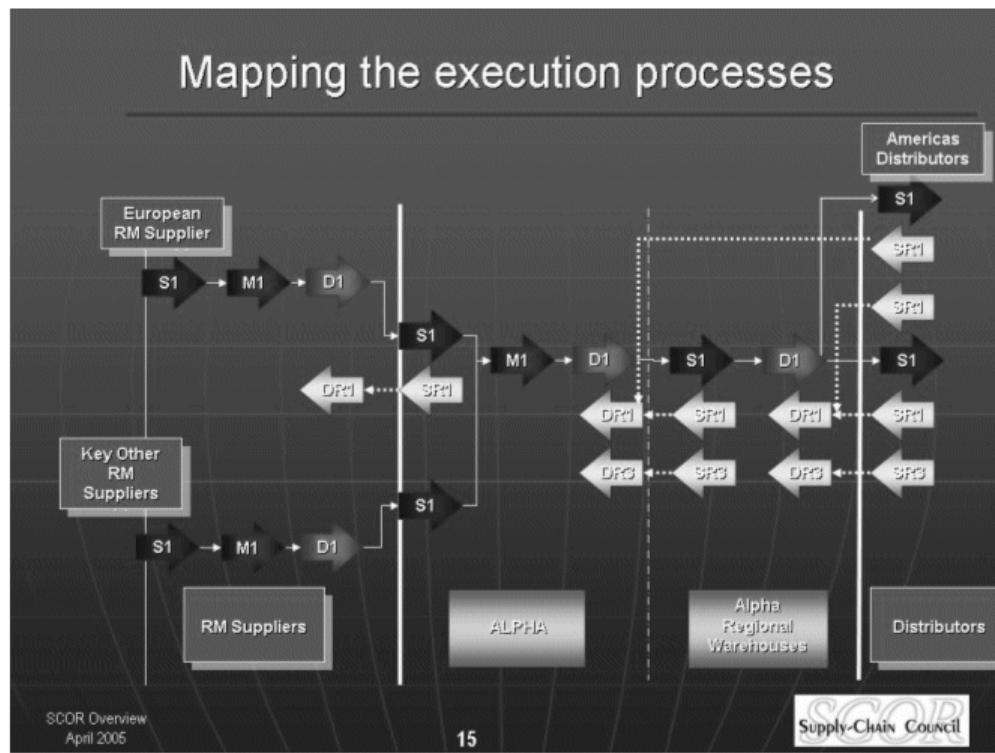 Mapping the execution processes
Americas
Distributors
S1
European
RM Supplier
SR1
S1
M1
D1
SR1
S1
M1
D1
S1
D1
S1
DR1
SR1
DR1
SR1
DR1
SR1
Key Other
RM
Suppliers
DR3
SR3
DR3
SR3
S1
S1
M1
D1
RM Suppliers
ALPHA
Alpha
Regional
Warehouses
Distributors
SCOR Overview
April 2005
15
SCOR
Supply-Chain Council